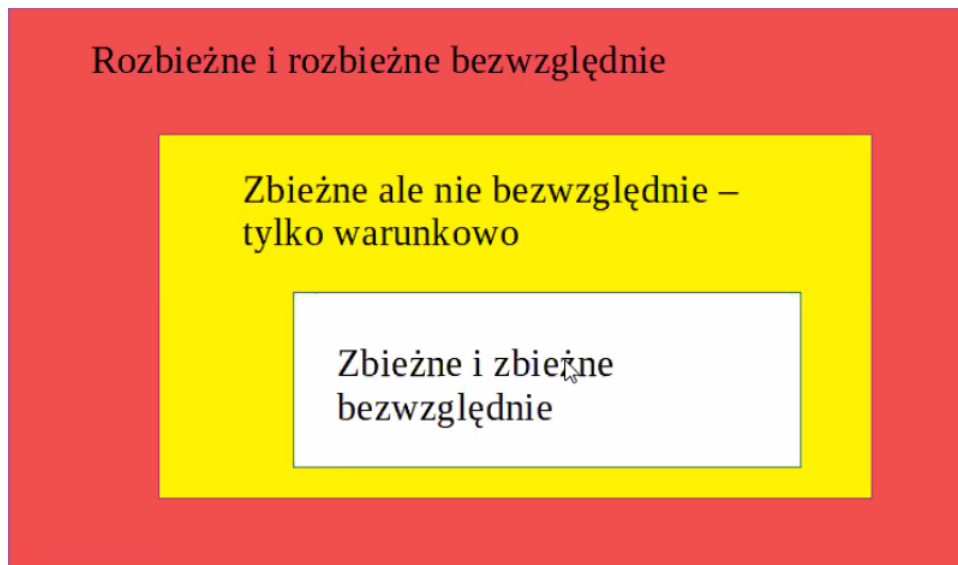 Rozbieżne i rozbieżne bezwzględnie
Zbieżne ale nie bezwzględnie –
tylko warunkowo
Zbieżne i zbieżne
bezwzględnie